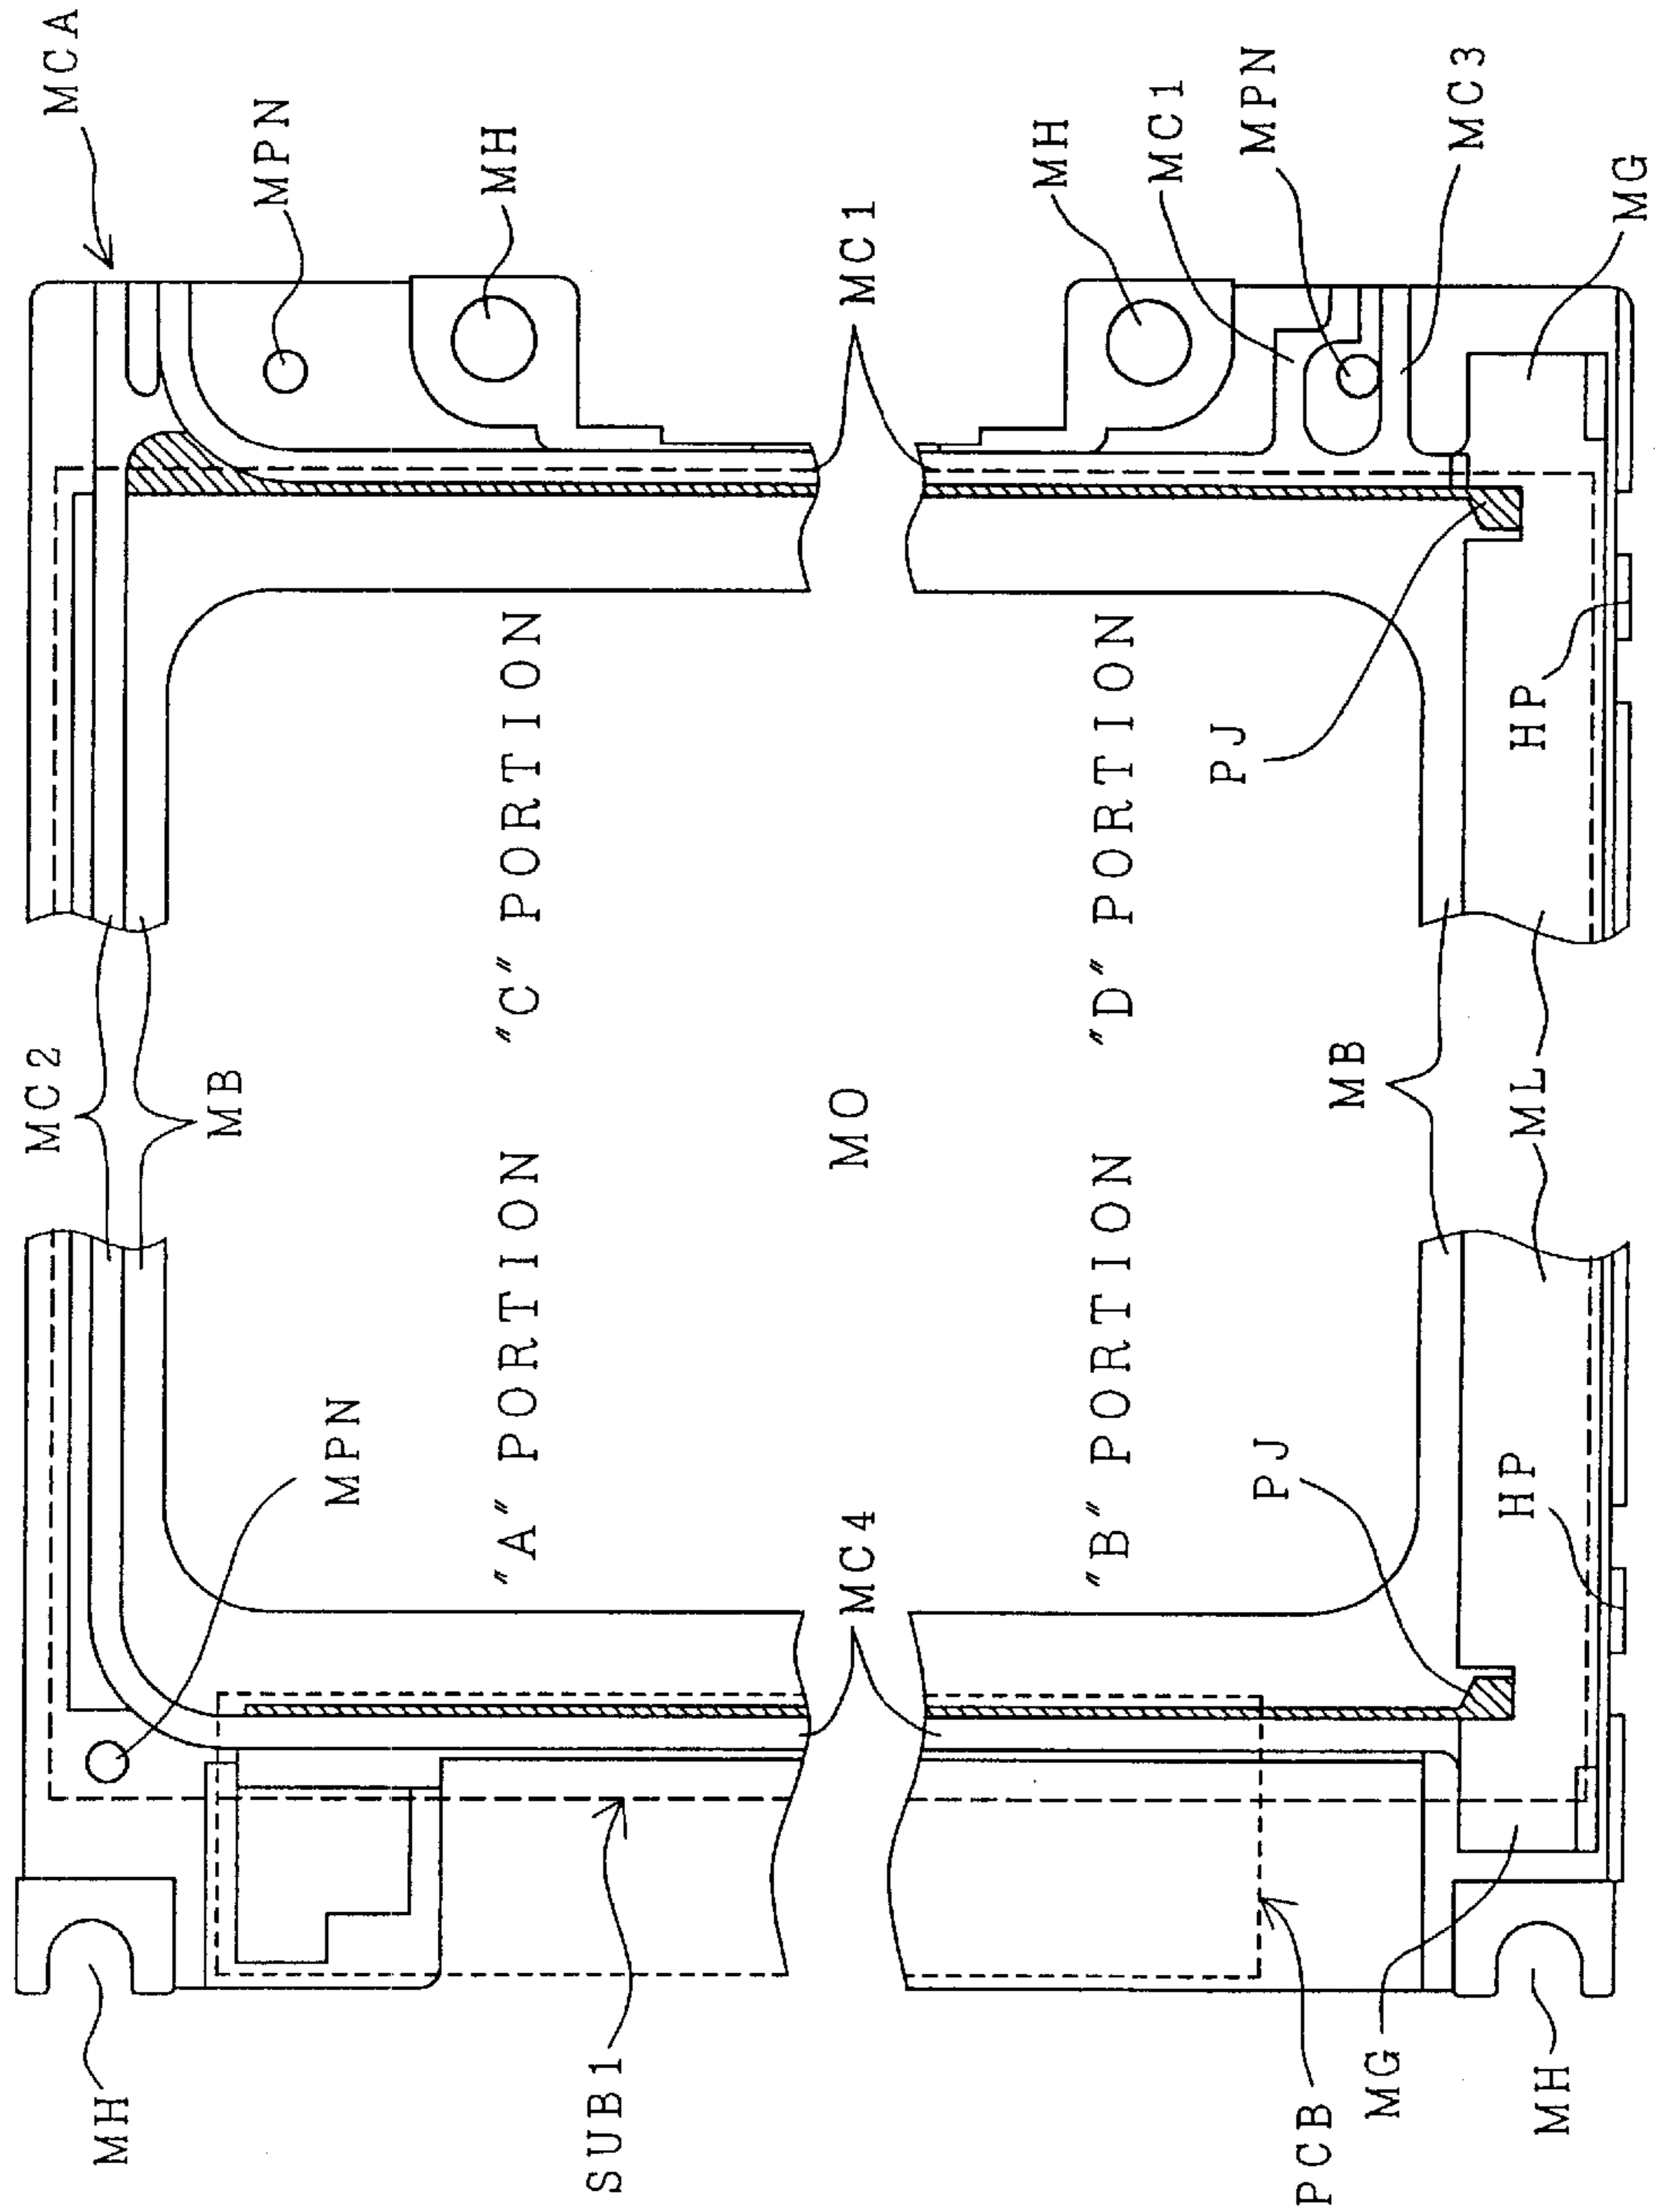 MC2
MCA
MH
MB
MPN
MPN
MH
"A" PORTION
"C" PORTION
SUB1
MC4
MO
MC1
MH
"B" PORTION
"D" PORTION
MC1
PJ
PJ
MPN
PCB
MB
MG
MC3
MH
HP
ML
HP
MG